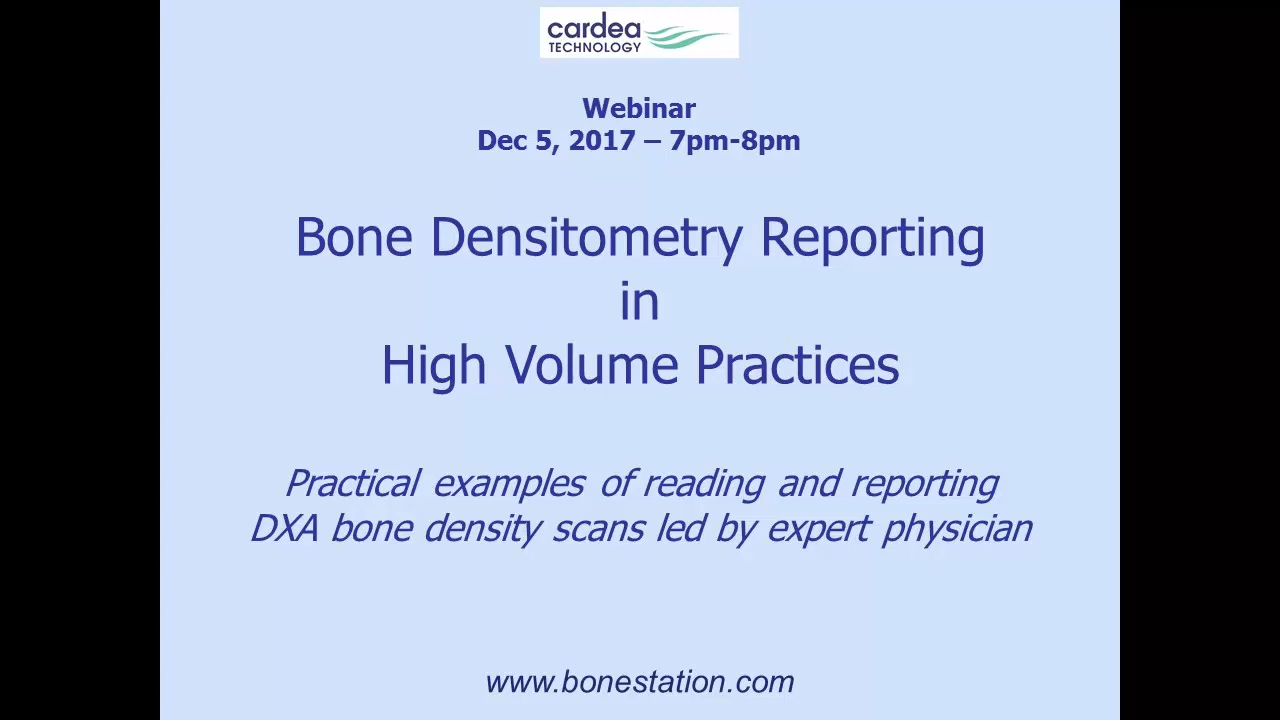 cardea
TECHNOLOGY
Webinar
Dec 5, 2017 – 7pm-8pm
Bone Densitometry Reporting
in
High Volume Practices
Practical examples of reading and reporting
DXA bone density scans led by expert physician
www.bonestation.com